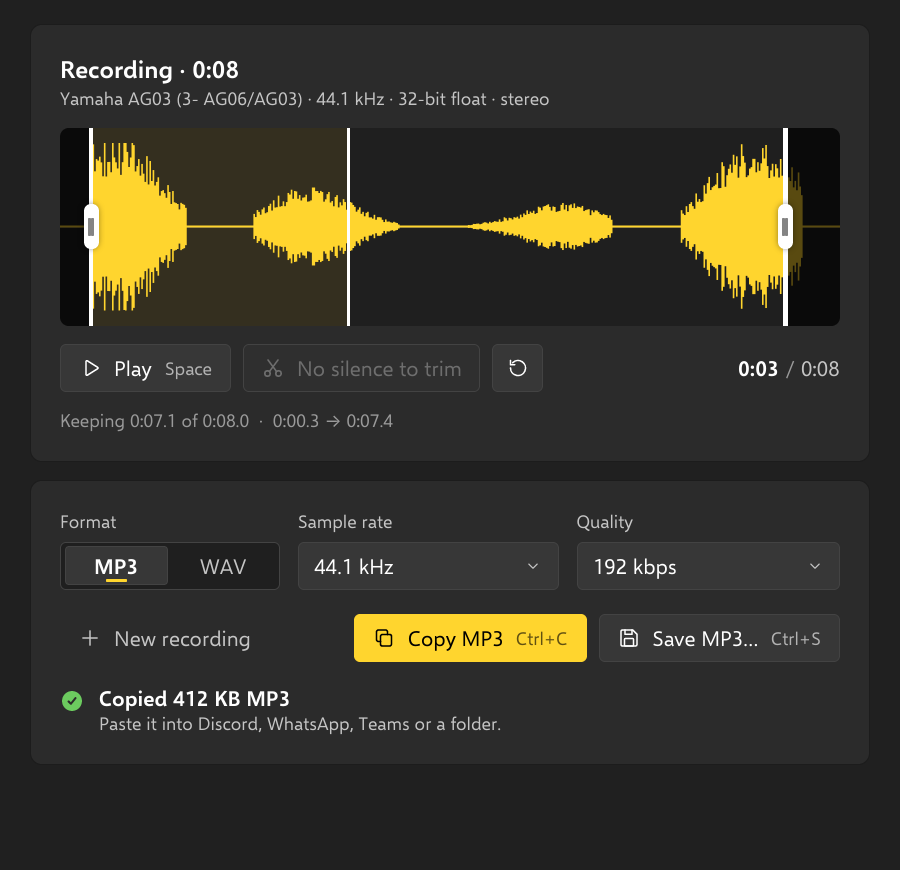 Recording · 0:08
Yamaha AG03 (3- AG06/AG03) · 44.1 kHz · 32-bit float · stereo
Play Space No silence to trim 0:03 / 0:08
Keeping 0:07.1 of 0:08.0 · 0:00.3 → 0:07.4
Format Sample rate Quality
MP3 WAV 44.1 kHz 192 kbps
New recording Copy MP3 Ctrl+C Save MP3... Ctrl+S
Copied 412 KB MP3
Paste it into Discord, WhatsApp, Teams or a folder.